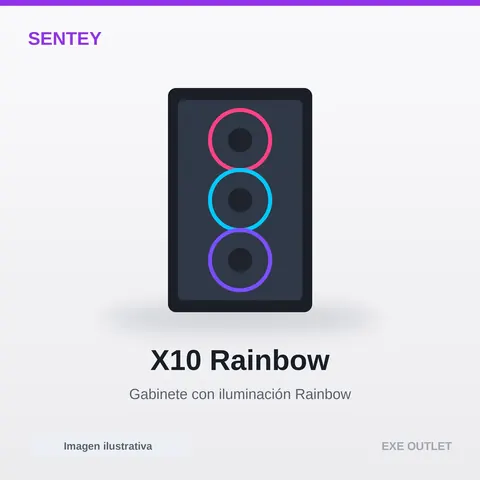 SENTEY
X10 Rainbow
Gabinete con iluminación Rainbow
Imagen ilustrativa
EXE OUTLET